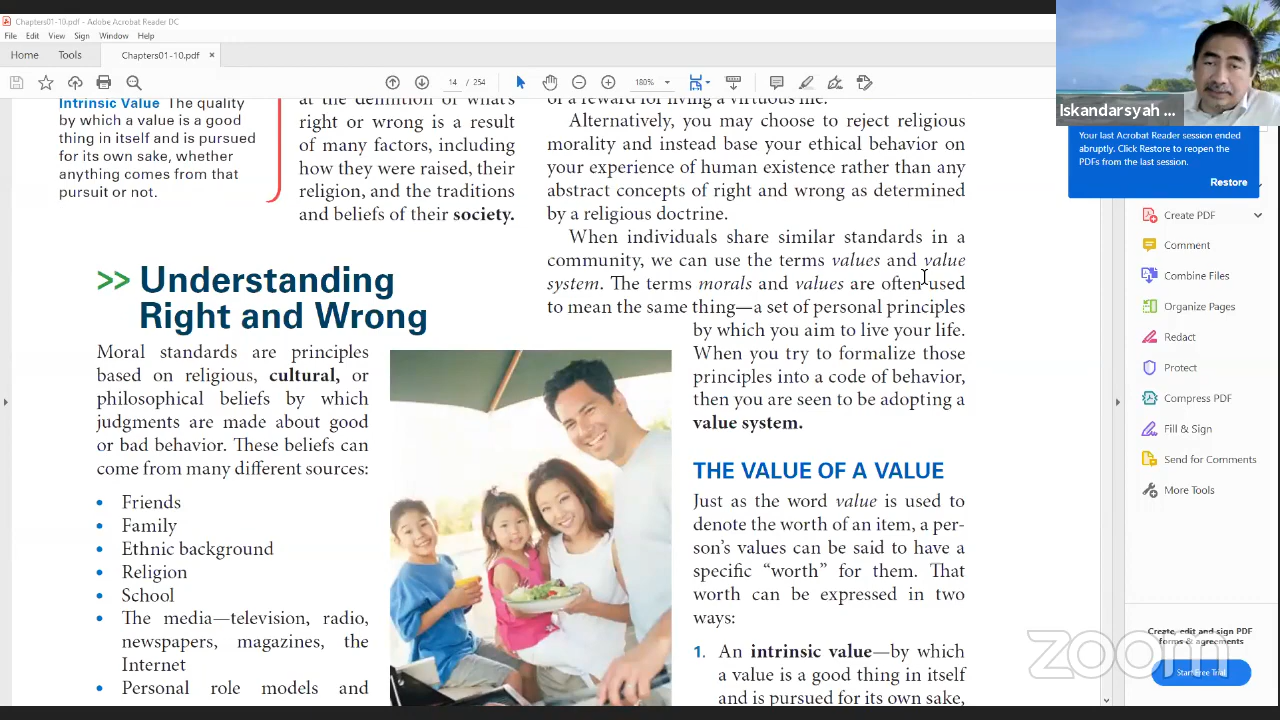 Chapters01-10.pdf - Adobe Acrobat Reader DC
File Edit View Sign Window Help
Home Tools Chapters01-10.pdf ×
14 / 254 180%
Intrinsic Value The quality
by which a value is a good
thing in itself and is pursued
for its own sake, whether
anything comes from that
pursuit or not.
at the definition of what's
right or wrong is a result
of many factors, including
how they were raised, their
religion, and the traditions
and beliefs of their society.
>> Understanding
Right and Wrong
Moral standards are principles
based on religious, cultural, or
philosophical beliefs by which
judgments are made about good
or bad behavior. These beliefs can
come from many different sources:
• Friends
• Family
• Ethnic background
• Religion
• School
• The media—television, radio,
newspapers, magazines, the
Internet
• Personal role models and
of a reward for living a virtuous life.
Alternatively, you may choose to reject religious
morality and instead base your ethical behavior on
your experience of human existence rather than any
abstract concepts of right and wrong as determined
by a religious doctrine.
When individuals share similar standards in a
community, we can use the terms values and value
system. The terms morals and values are often used
to mean the same thing—a set of personal principles
by which you aim to live your life.
When you try to formalize those
principles into a code of behavior,
then you are seen to be adopting a
value system.
THE VALUE OF A VALUE
Just as the word value is used to
denote the worth of an item, a per-
son's values can be said to have a
specific “worth” for them. That
worth can be expressed in two
ways:
1. An intrinsic value—by which
a value is a good thing in itself
and is pursued for its own sake,
Iskandarsyah ...
Your last Acrobat Reader session ended
abruptly. Click Restore to reopen the
PDFs from the last session.
Restore
Create PDF
Comment
Combine Files
Organize Pages
Redact
Protect
Compress PDF
Fill & Sign
Send for Comments
More Tools
Create, edit and sign PDF
forms & agreements
Start Free Trial
zoom